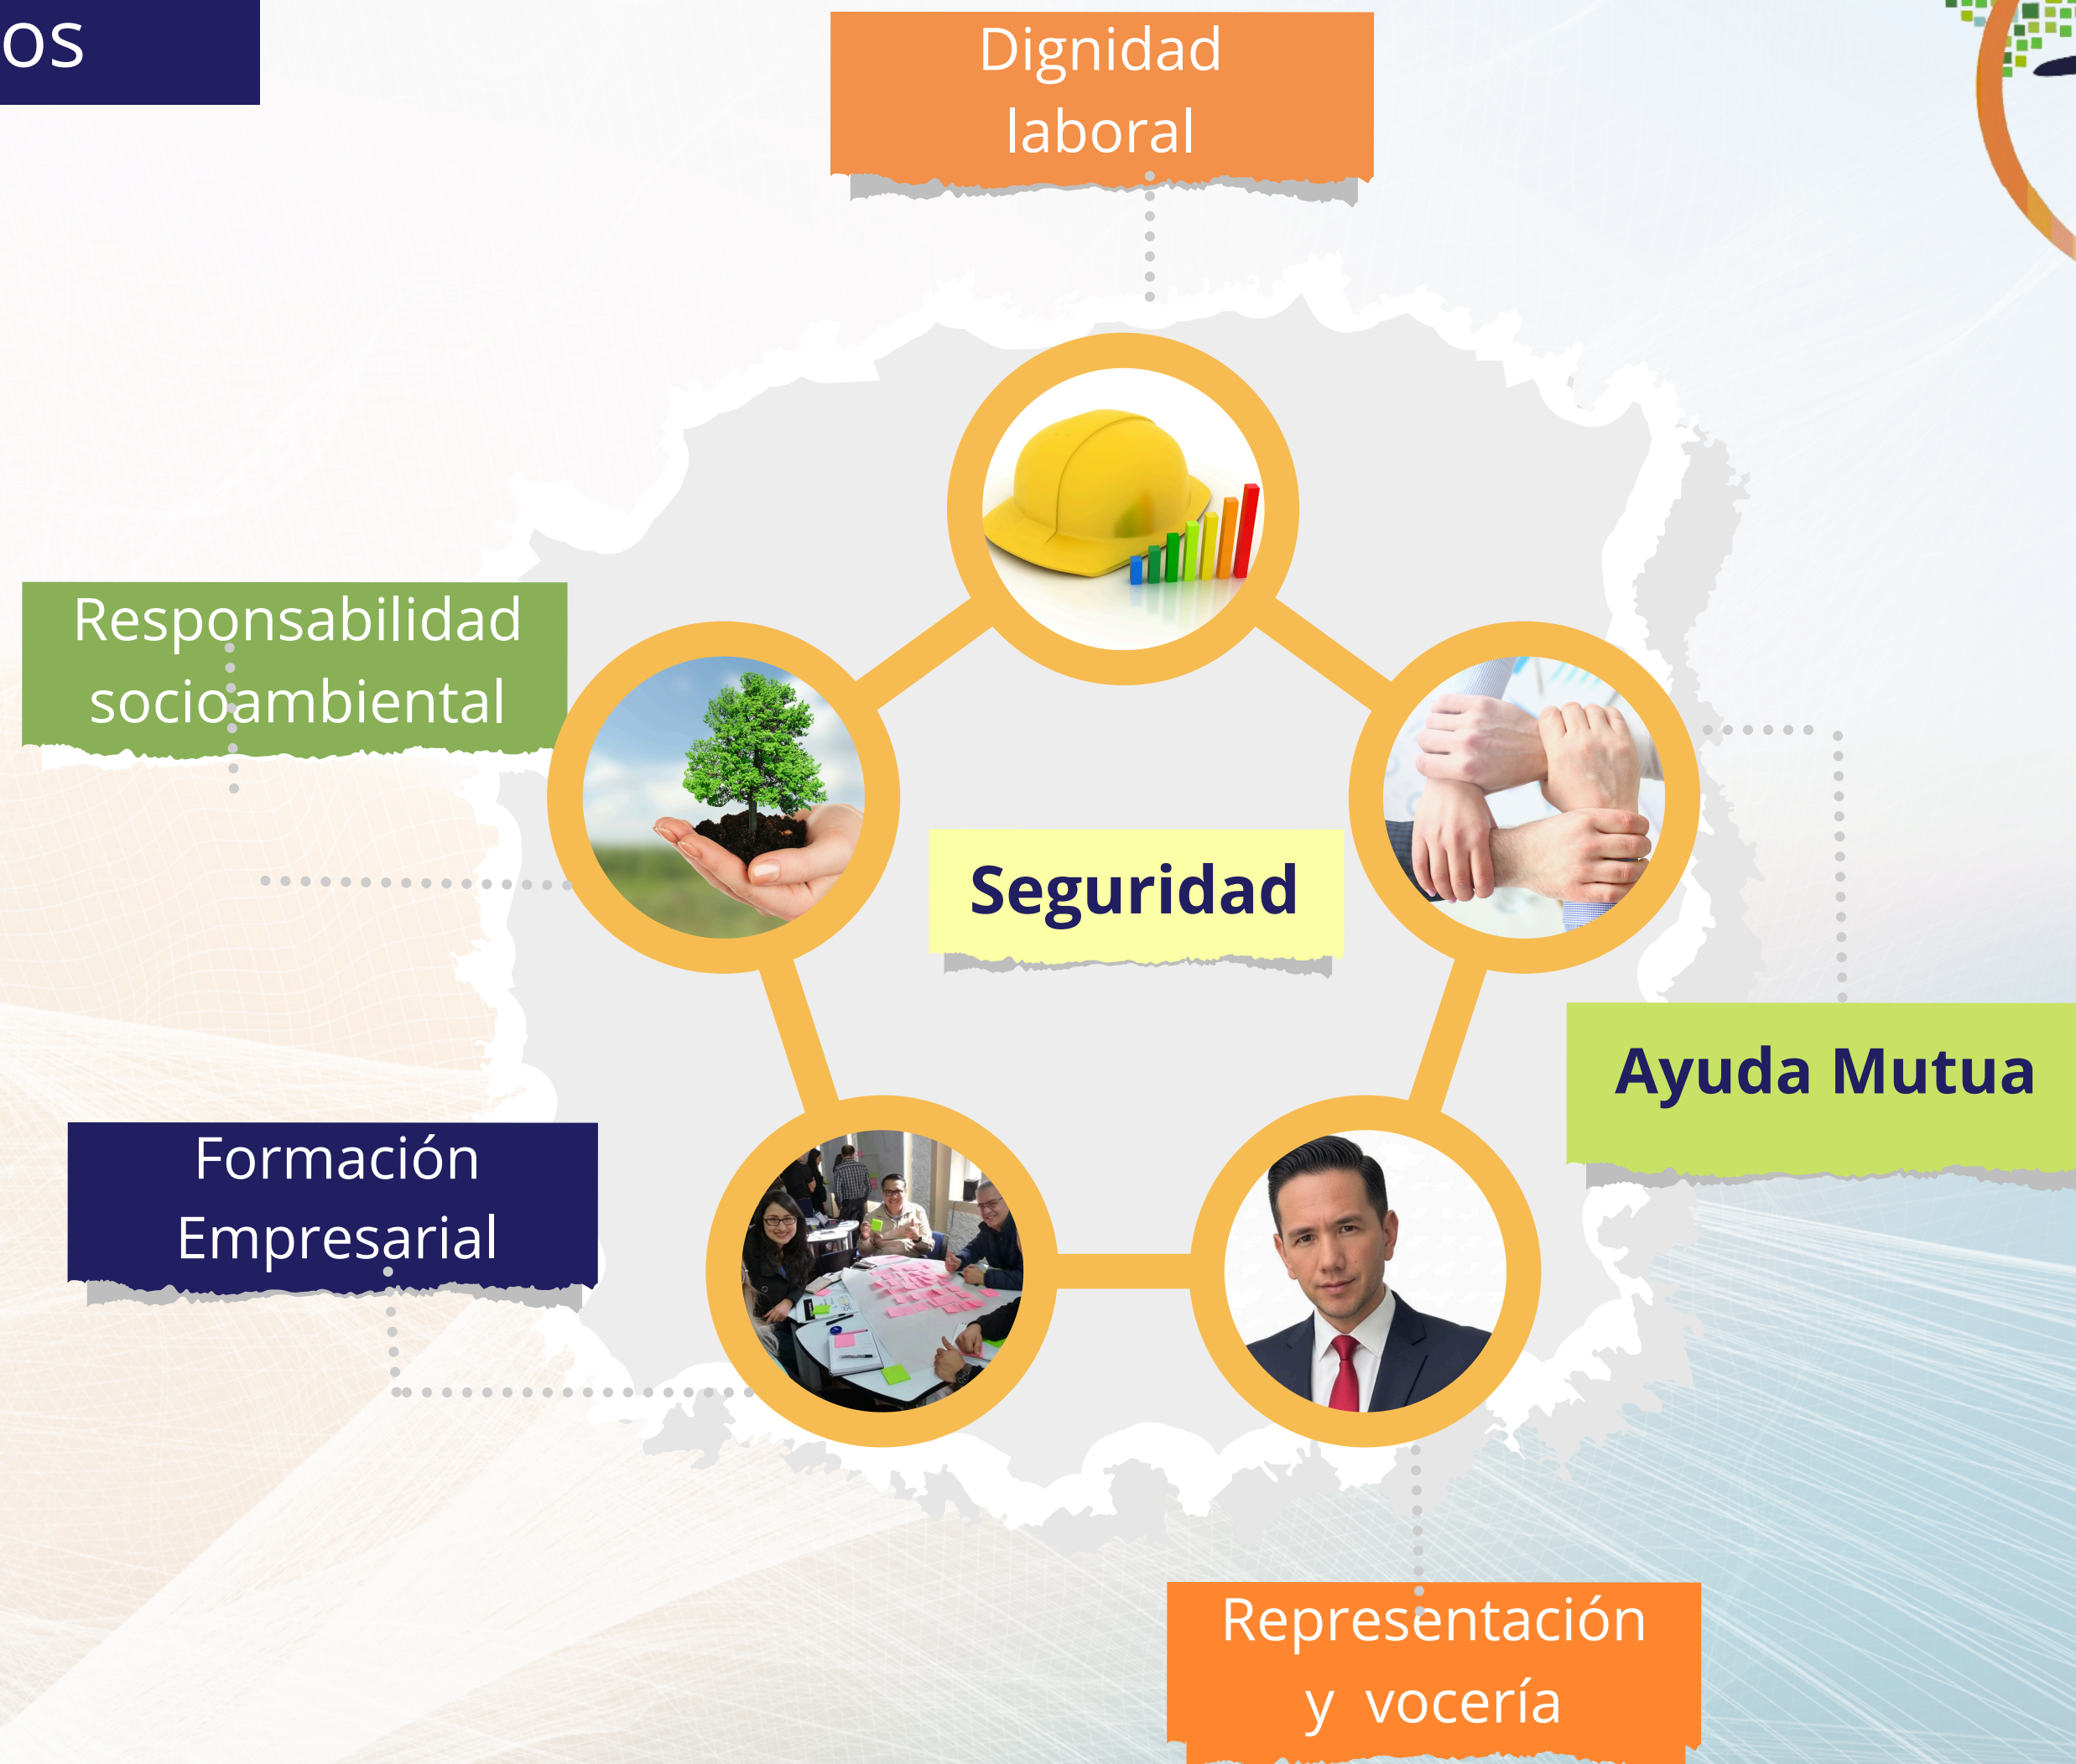 os
Dignidad
laboral
Responsabilidad
socioambiental
Seguridad
Ayuda Mutua
Formación
Empresarial
Representación
y vocería